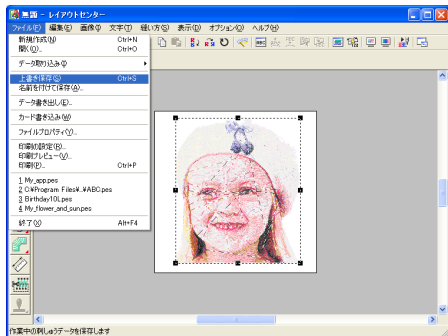 無題 - レイアウトセンター
ファイル(F) 編集(E) 画像(I) 文字(T) 縫い方(S) 表示(D) オプション(O) ヘルプ(H)
新規作成(N) Ctrl+N
開く(O)... Ctrl+O
データ取り込み(I)
上書き保存(S) Ctrl+S
名前を付けて保存(A)...
データ書き出し(E)...
カード書き込み(W)
ファイルプロパティ(Y)...
印刷の設定(R)...
印刷プレビュー(V)...
印刷(P)... Ctrl+P
1 My_app.pes
2 C:¥Program Files¥...¥ABC.pes
3 Birthday10L.pes
4 My_flower_and_sun.pes
終了(X) Alt+F4
作業中の刺しゅうデータを保存します